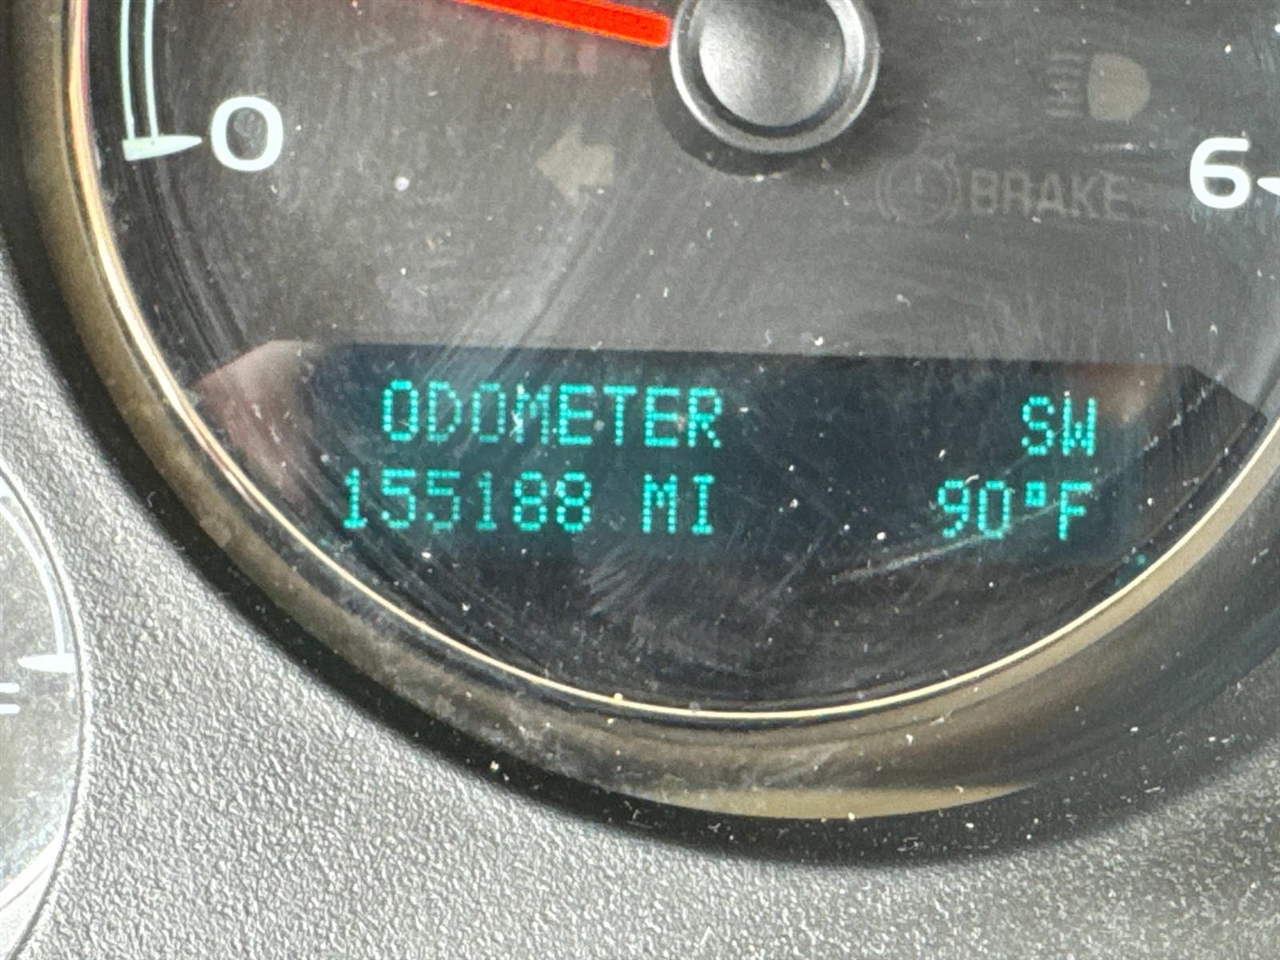 0
BRAKE
6
ODOMETER SW
155188 MI 90°F